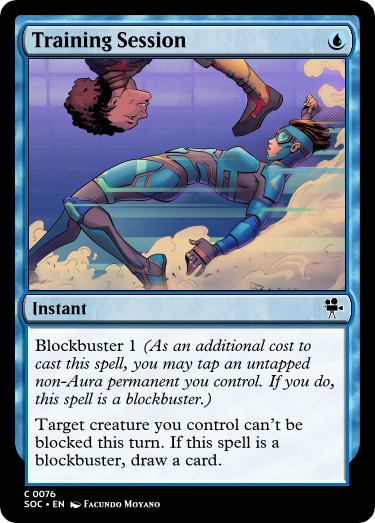 Training Session
Instant
Blockbuster 1 (As an additional cost to
cast this spell, you may tap an untapped
non-Aura permanent you control. If you do,
this spell is a blockbuster.)
Target creature you control can't be
blocked this turn. If this spell is a
blockbuster, draw a card.
C 0076
SOC • EN Facundo Moyano